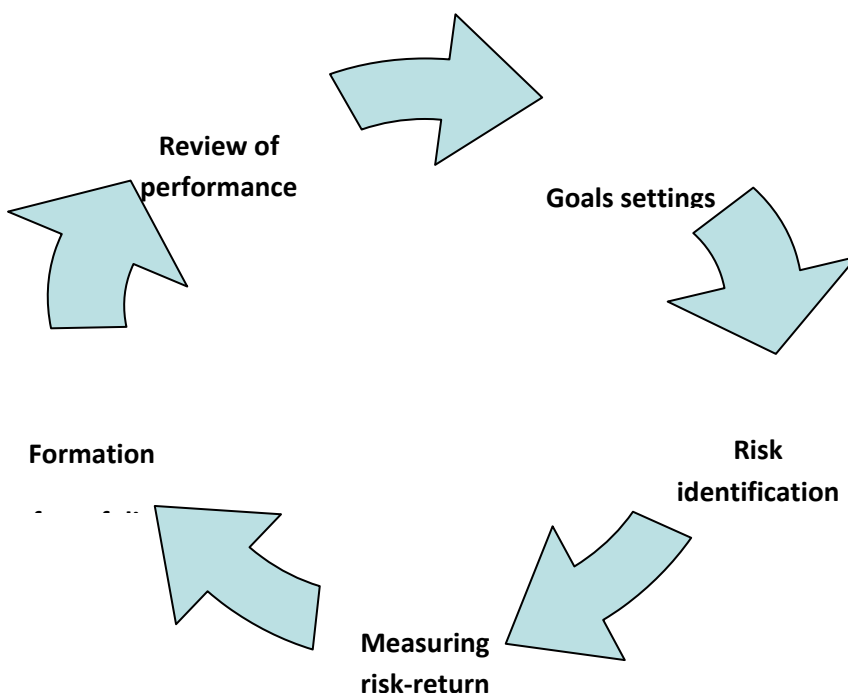 Review of
performance
Goals settings
Risk
identification
Formation
Measuring
risk-return